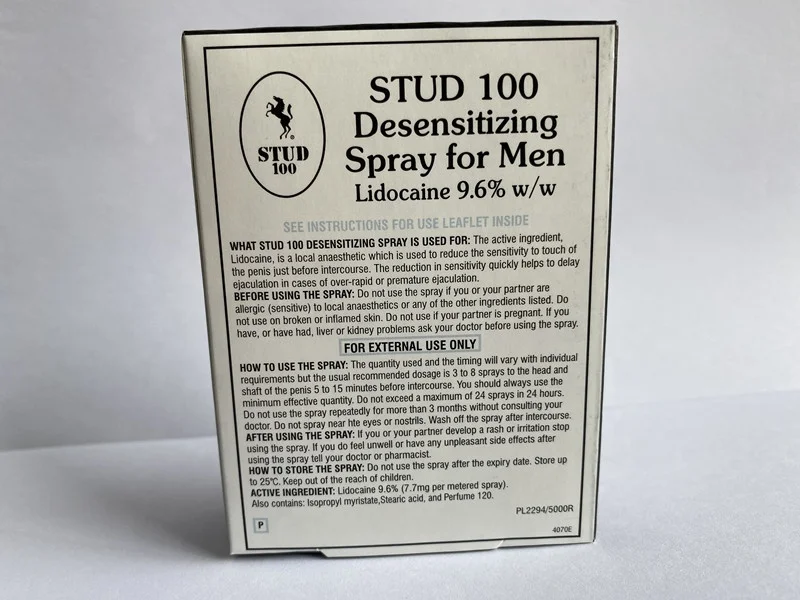 STUD
100
STUD 100
Desensitizing
Spray for Men
Lidocaine 9.6% w/w
SEE INSTRUCTIONS FOR USE LEAFLET INSIDE
WHAT STUD 100 DESENSITIZING SPRAY IS USED FOR: The active ingredient,
Lidocaine, is a local anaesthetic which is used to reduce the sensitivity to touch of
the penis just before intercourse. The reduction in sensitivity quickly helps to delay
ejaculation in cases of over-rapid or premature ejaculation.
BEFORE USING THE SPRAY: Do not use the spray if you or your partner are
allergic (sensitive) to local anaesthetics or any of the other ingredients listed. Do
not use on broken or inflamed skin. Do not use if your partner is pregnant. If you
have, or have had, liver or kidney problems ask your doctor before using the spray.
FOR EXTERNAL USE ONLY
HOW TO USE THE SPRAY: The quantity used and the timing will vary with individual
requirements but the usual recommended dosage is 3 to 8 sprays to the head and
shaft of the penis 5 to 15 minutes before intercourse. You should always use the
minimum effective quantity. Do not exceed a maximum of 24 sprays in 24 hours.
Do not use the spray repeatedly for more than 3 months without consulting your
doctor. Do not spray near hte eyes or nostrils. Wash off the spray after intercourse.
AFTER USING THE SPRAY: If you or your partner develop a rash or irritation stop
using the spray. If you do feel unwell or have any unpleasant side effects after
using the spray tell your doctor or pharmacist.
HOW TO STORE THE SPRAY: Do not use the spray after the expiry date. Store up
to 25°C. Keep out of the reach of children.
ACTIVE INGREDIENT: Lidocaine 9.6% (7.7mg per metered spray).
Also contains: Isopropyl myristate,Stearic acid, and Perfume 120.
PL2294/5000R
P
4070E